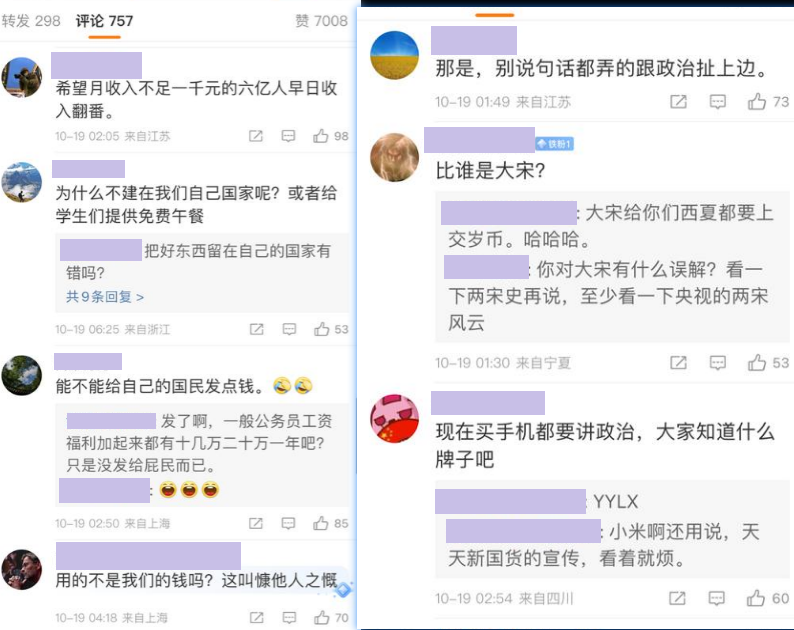 转发 298 评论 757 赞 7008
希望月收入不足一千元的六亿人早日收
入翻番。
10-19 02:05 来自江苏 98
为什么不建在我们自己国家呢？或者给
学生们提供免费午餐
把好东西留在自己的国家有
错吗？
共9条回复 >
10-19 06:25 来自浙江 53
能不能给自己的国民发点钱。
发了啊，一般公务员工资
福利加起来都有十几万二十万一年吧？
只是没发给屁民而已。
:
10-19 02:50 来自上海 85
用的不是我们的钱吗？这叫慷他人之慨
10-19 04:18 来自上海 70
那是，别说句话都弄的跟政治扯上边。
10-19 01:49 来自江苏 73
铁粉1
比谁是大宋？
: 大宋给你们西夏都要上
交岁币。哈哈哈。
: 你对大宋有什么误解？看一
下两宋史再说，至少看一下央视的两宋
风云
10-19 01:30 来自宁夏 53
现在买手机都要讲政治，大家知道什么
牌子吧
: YYLX
: 小米啊还用说，天
天新国货的宣传，看着就烦。
10-19 02:54 来自四川 60